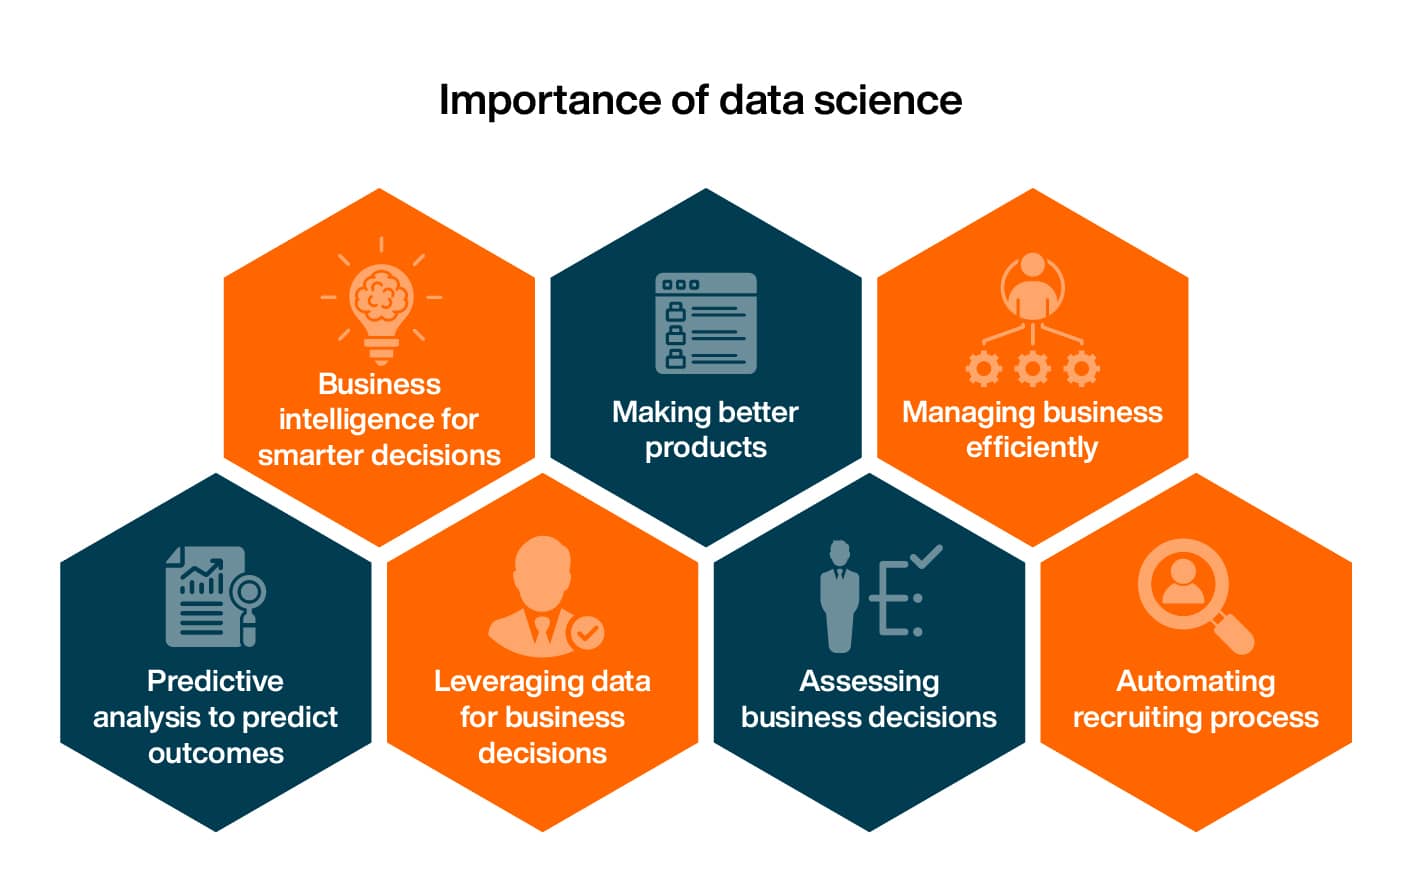 Importance of data science
Business
intelligence for
smarter decisions
Making better
products
Managing business
efficiently
Predictive
analysis to predict
outcomes
Leveraging data
for business
decisions
Assessing
business decisions
Automating
recruiting process